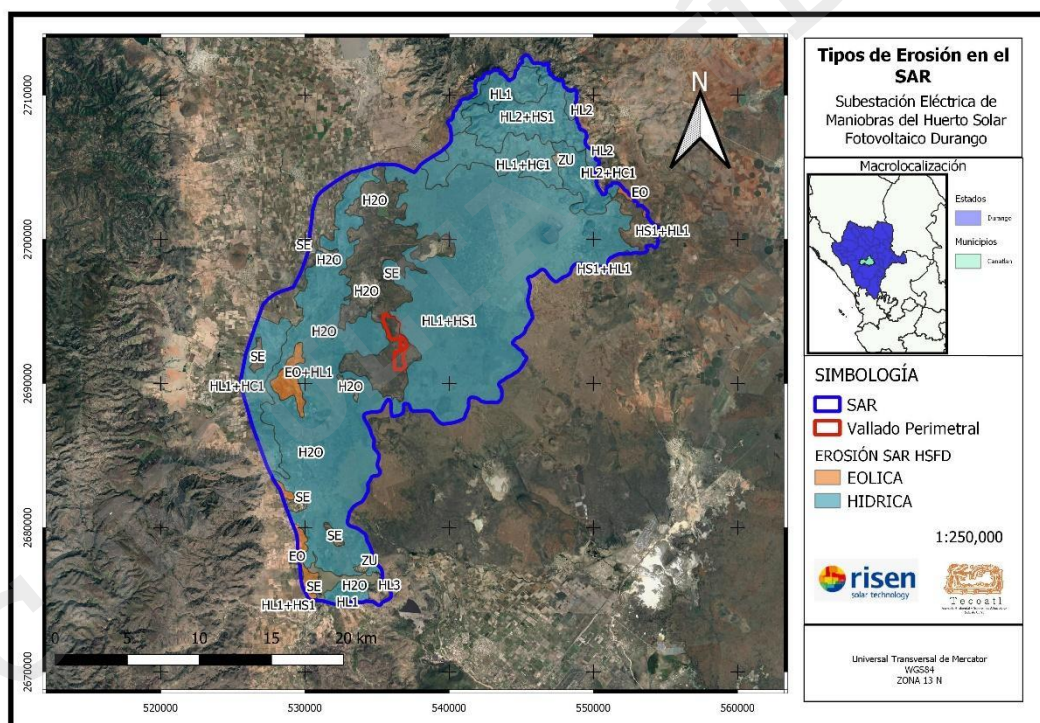 Tipos de Erosión en el
SAR
Subestación Eléctrica de
Maniobras del Huerto Solar
Fotovoltaico Durango
Macrolocalización
Estados
Durango
Municipios
Canatlan
SIMBOLOGÍA
SAR
Vallado Perimetral
EROSIÓN SAR HSFD
EOLICA
HIDRICA
1:250,000
risen
solar technology
Tecoatl
Universal Transversal de Mercator
WGS84
ZONA 13 N
N
2710000
2700000
2690000
2680000
2670000
520000
530000
540000
550000
560000
HL1
HL2
HL2+HS1
HL2
ZU
HL1+HC1
HL2+HC1
EO
H2O
HS1+HL1
SE
H2O
HS1+HL1
SE
H2O
HL1+HS1
H2O
SE
EO+HL1
HL1+HC1
H2O
H2O
SE
SE
EO
ZU
SE
H2O
HL3
HL1+HS1
HL1
0 5 10 15 20 km